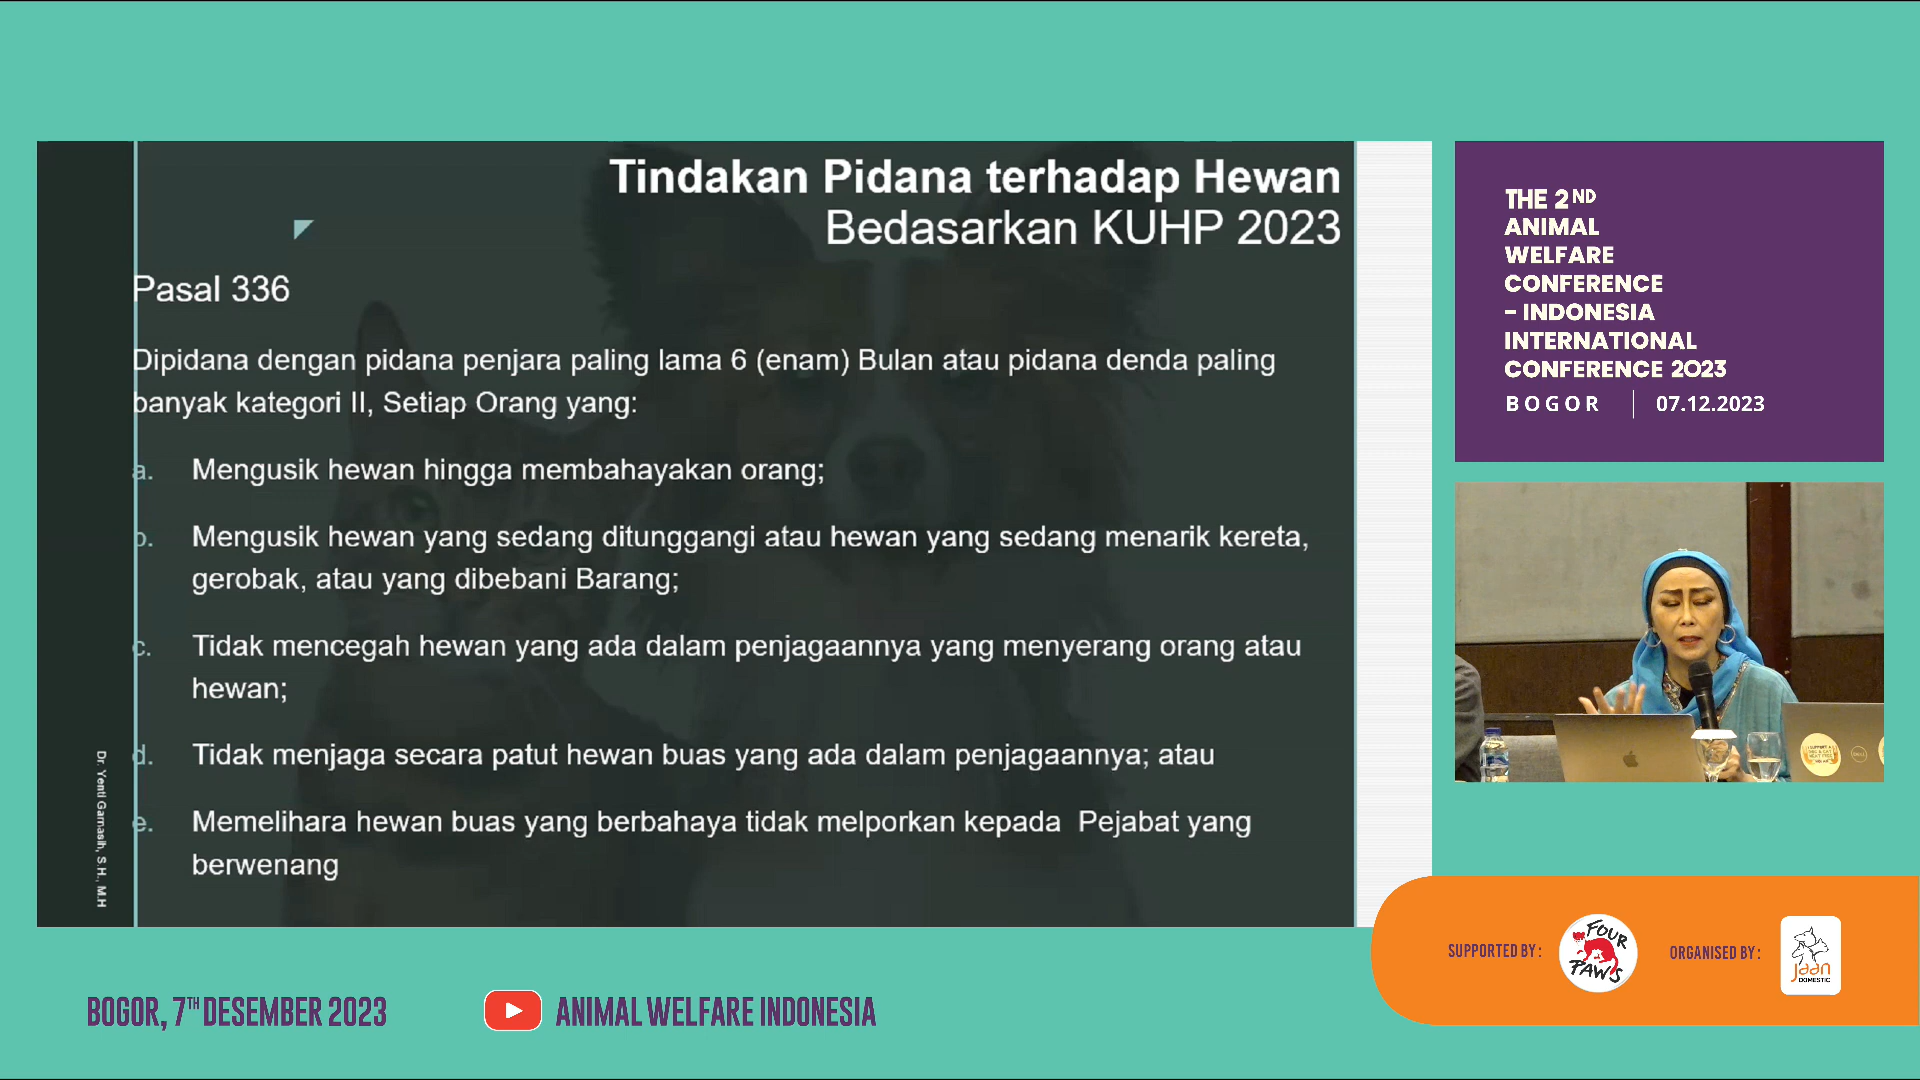 Tindakan Pidana terhadap Hewan
Bedasarkan KUHP 2023
Pasal 336
Dipidana dengan pidana penjara paling lama 6 (enam) Bulan atau pidana denda paling
banyak kategori II, Setiap Orang yang:
a. Mengusik hewan hingga membahayakan orang;
b. Mengusik hewan yang sedang ditunggangi atau hewan yang sedang menarik kereta,
gerobak, atau yang dibebani Barang;
c. Tidak mencegah hewan yang ada dalam penjagaannya yang menyerang orang atau
hewan;
d. Tidak menjaga secara patut hewan buas yang ada dalam penjagaannya; atau
e. Memelihara hewan buas yang berbahaya tidak melporkan kepada Pejabat yang
berwenang
Dr. Yenti Garnasih, S.H., M.H
THE 2ND
ANIMAL
WELFARE
CONFERENCE
- INDONESIA
INTERNATIONAL
CONFERENCE 2023
BOGOR | 07.12.2023
SUPPORTED BY :
FOUR
PAWS
ORGANISED BY :
jaan
DOMESTIC
BOGOR, 7TH DESEMBER 2023
ANIMAL WELFARE INDONESIA